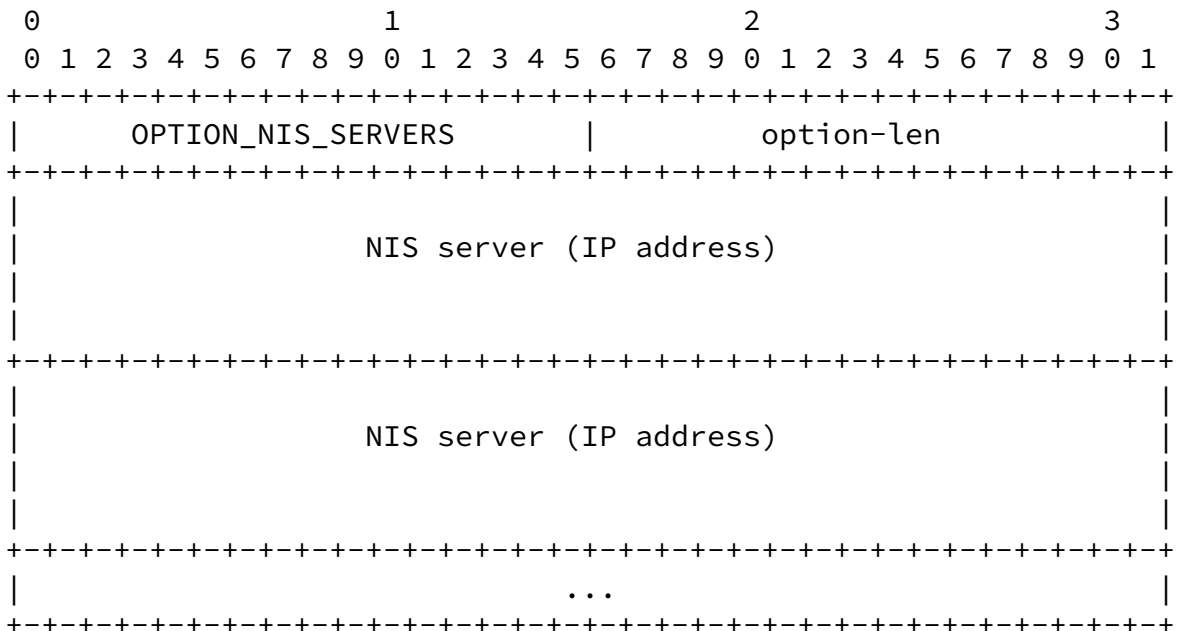 0                   1                   2                   3
0 1 2 3 4 5 6 7 8 9 0 1 2 3 4 5 6 7 8 9 0 1 2 3 4 5 6 7 8 9 0 1
+-+-+-+-+-+-+-+-+-+-+-+-+-+-+-+-+-+-+-+-+-+-+-+-+-+-+-+-+-+-+-+-+
|      OPTION_NIS_SERVERS       |         option-len            |
+-+-+-+-+-+-+-+-+-+-+-+-+-+-+-+-+-+-+-+-+-+-+-+-+-+-+-+-+-+-+-+-+
|                                                               |
|                   NIS server (IP address)                     |
|                                                               |
|                                                               |
+-+-+-+-+-+-+-+-+-+-+-+-+-+-+-+-+-+-+-+-+-+-+-+-+-+-+-+-+-+-+-+-+
|                                                               |
|                   NIS server (IP address)                     |
|                                                               |
|                                                               |
+-+-+-+-+-+-+-+-+-+-+-+-+-+-+-+-+-+-+-+-+-+-+-+-+-+-+-+-+-+-+-+-+
|                              ...                              |
+-+-+-+-+-+-+-+-+-+-+-+-+-+-+-+-+-+-+-+-+-+-+-+-+-+-+-+-+-+-+-+-+